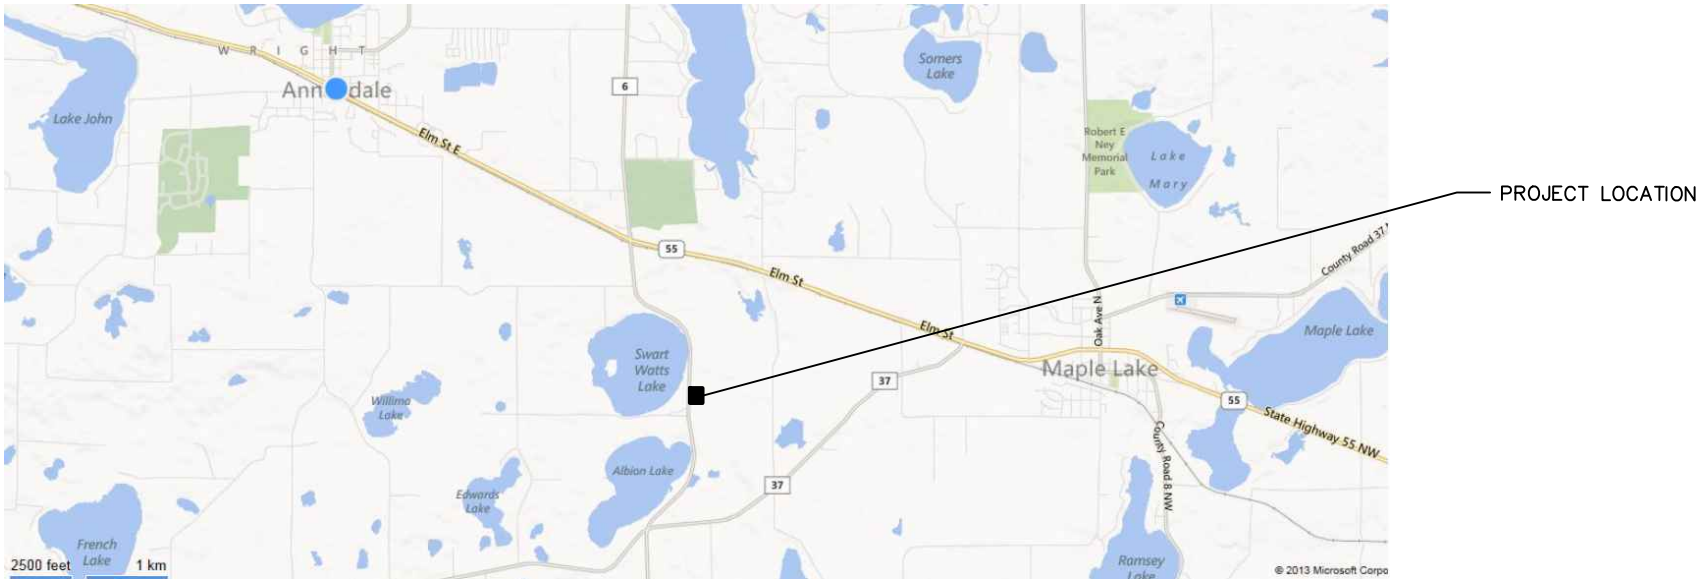 W R I G H T
Somers
Lake
6
Ann dale
Lake John
Elm St E
Robert E
Ney
Memorial
Park
Lake
Mary
PROJECT LOCATION
55
County Road 37
Elm St
Oak Ave N
Elm St
Maple Lake
Swart
Watts
Lake
Maple Lake
37
Willima
Lake
55
State Highway 55 NW
County Road 8 NW
Albion Lake
37
Edwards
Lake
French
Lake
Ramsey
Lake
2500 feet
1 km
© 2013 Microsoft Corpo